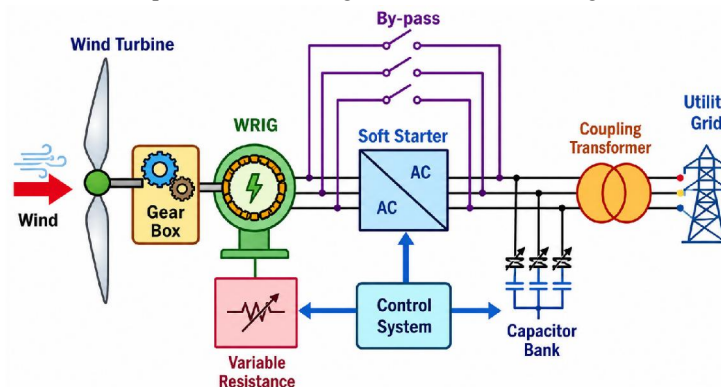 By-pass
Wind Turbine
Utility
Grid
WRIG
Soft Starter
Coupling
Transformer
AC
AC
Gear
Box
Wind
Control
System
Capacitor
Bank
Variable
Resistance